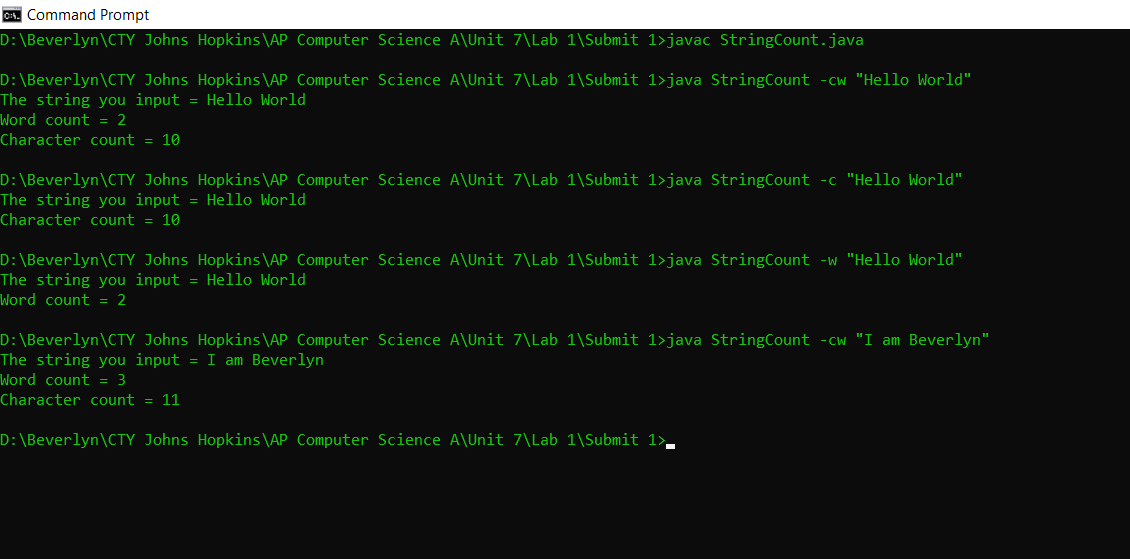 Command Prompt
D:\Beverlyn\CTY Johns Hopkins\AP Computer Science A\Unit 7\Lab 1\Submit 1>javac StringCount.java
D:\Beverlyn\CTY Johns Hopkins\AP Computer Science A\Unit 7\Lab 1\Submit 1>java StringCount -cw "Hello World"
The string you input = Hello World
Word count = 2
Character count = 10
D:\Beverlyn\CTY Johns Hopkins\AP Computer Science A\Unit 7\Lab 1\Submit 1>java StringCount -c "Hello World"
The string you input = Hello World
Character count = 10
D:\Beverlyn\CTY Johns Hopkins\AP Computer Science A\Unit 7\Lab 1\Submit 1>java StringCount -w "Hello World"
The string you input = Hello World
Word count = 2
D:\Beverlyn\CTY Johns Hopkins\AP Computer Science A\Unit 7\Lab 1\Submit 1>java StringCount -cw "I am Beverlyn"
The string you input = I am Beverlyn
Word count = 3
Character count = 11
D:\Beverlyn\CTY Johns Hopkins\AP Computer Science A\Unit 7\Lab 1\Submit 1>